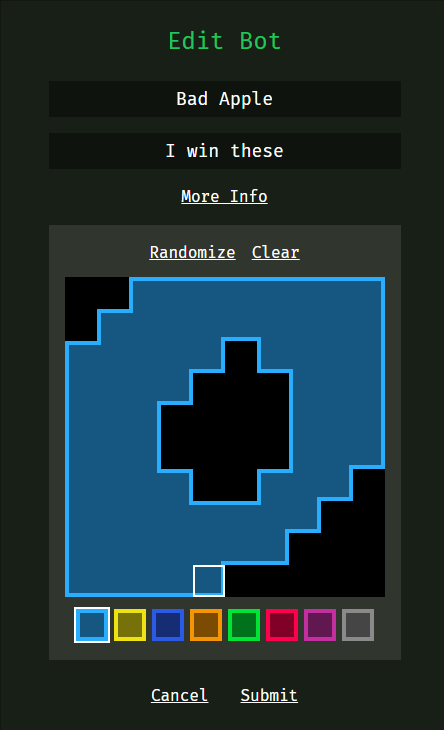 Edit Bot
Bad Apple
I win these
More Info
Randomize Clear
Cancel Submit